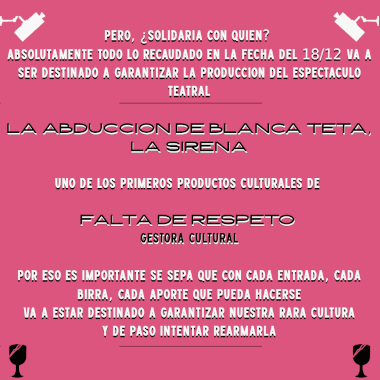 PERO, ¿SOLIDARIA CON QUIEN?
ABSOLUTAMENTE TODO LO RECAUDADO EN LA FECHA DEL 18/12 VA A
SER DESTINADO A GARANTIZAR LA PRODUCCION DEL ESPECTACULO
TEATRAL
LA ABDUCCION DE BLANCA TETA,
LA SIRENA
UNO DE LOS PRIMEROS PRODUCTOS CULTURALES DE
FALTA DE RESPETO
GESTORA CULTURAL
POR ESO ES IMPORTANTE SE SEPA QUE CON CADA ENTRADA, CADA
BIRRA, CADA APORTE QUE PUEDA HACERSE
VA A ESTAR DESTINADO A GARANTIZAR NUESTRA RARA CULTURA
Y DE PASO INTENTAR REARMARLA